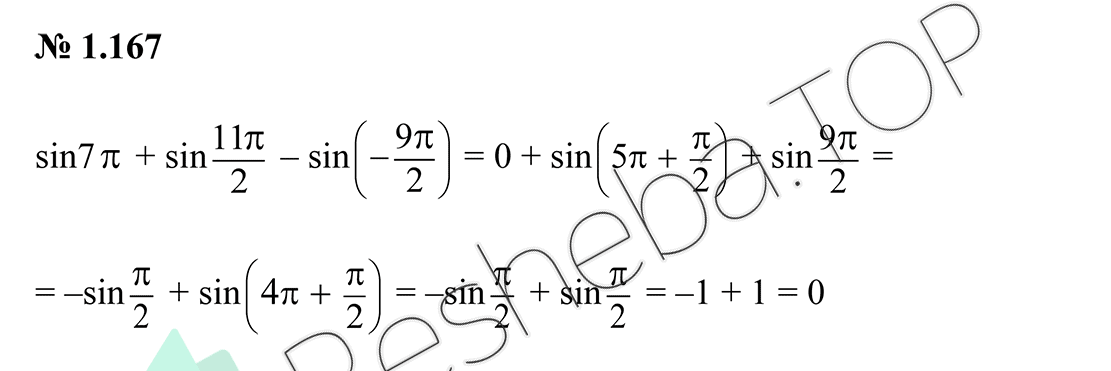 № 1.167
sin7π + sin 11π/2 – sin(–9π/2) = 0 + sin(5π + π/2) + sin 9π/2 =
= –sin π/2 + sin(4π + π/2) = –sin π/2 + sin π/2 = –1 + 1 = 0
Resheba.TOP